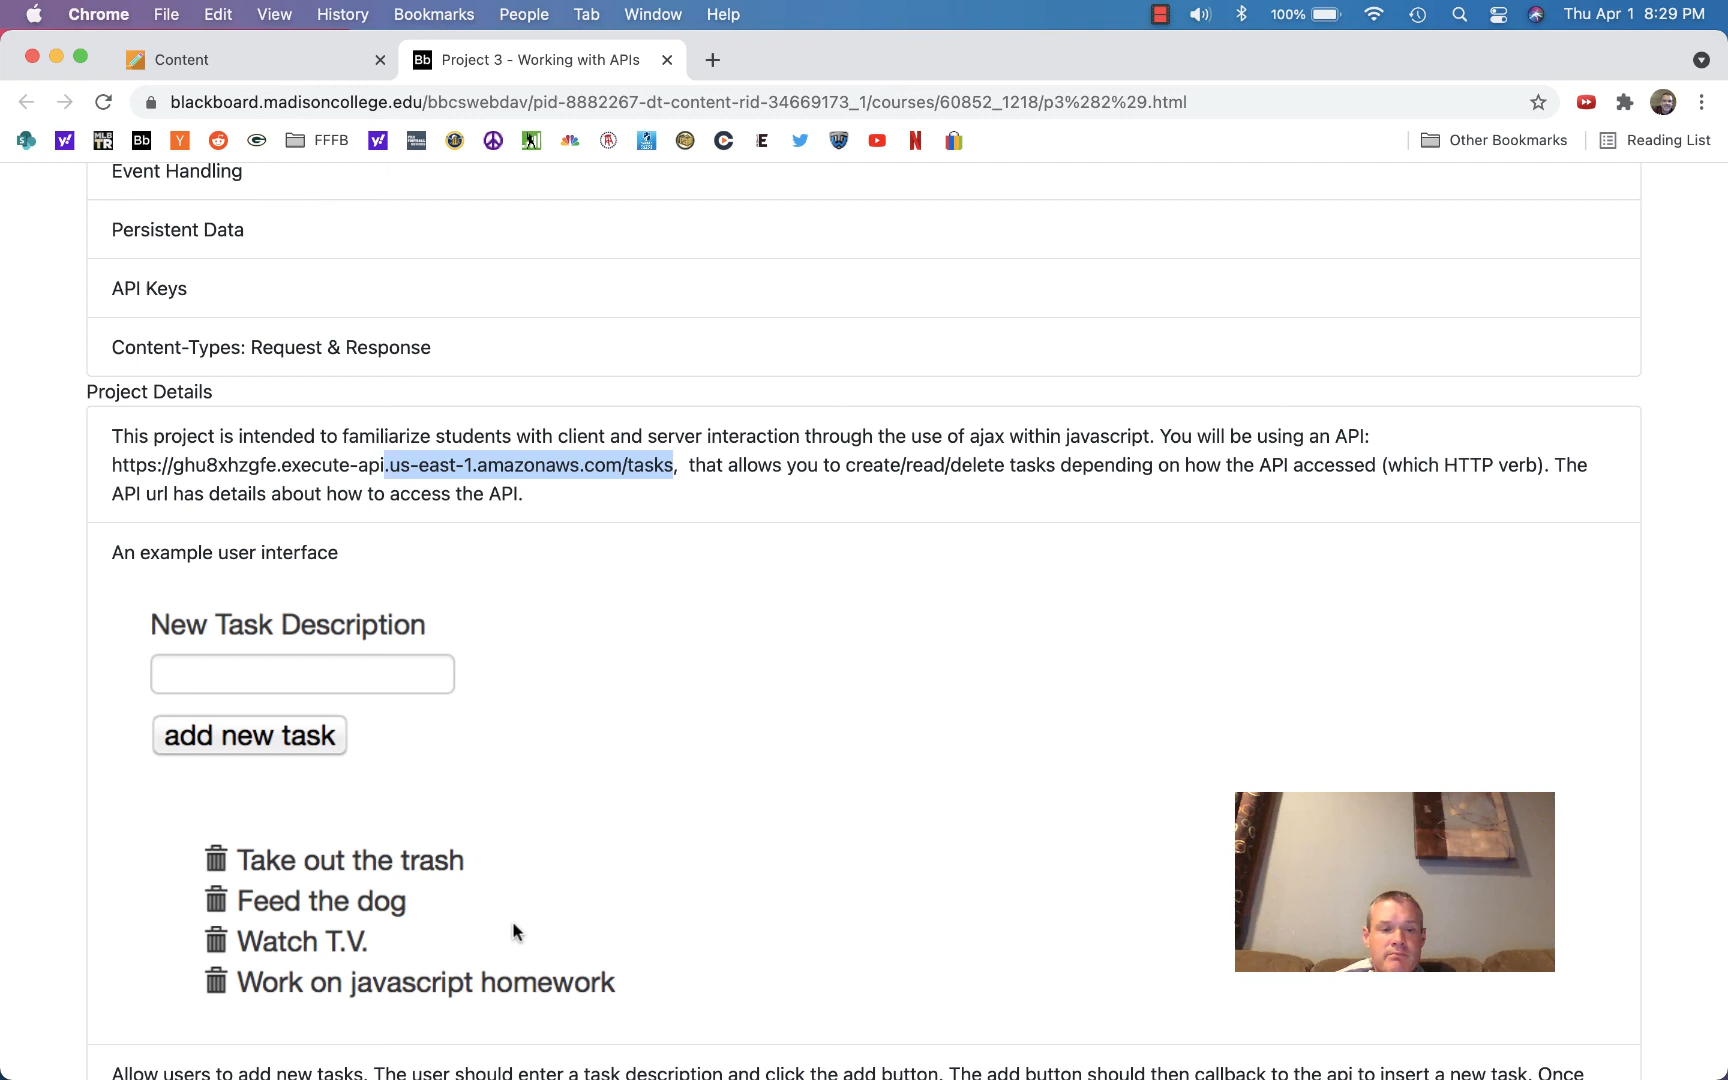 Chrome File Edit View History Bookmarks People Tab Window Help 100% Thu Apr 1 8:29 PM
Content Bb Project 3 - Working with APIs
blackboard.madisoncollege.edu/bbcswebdav/pid-8882267-dt-content-rid-34669173_1/courses/60852_1218/p3%282%29.html
Bb FFFB Other Bookmarks Reading List
Event Handling
Persistent Data
API Keys
Content-Types: Request & Response
Project Details
This project is intended to familiarize students with client and server interaction through the use of ajax within javascript. You will be using an API:
https://ghu8xhzgfe.execute-api.us-east-1.amazonaws.com/tasks, that allows you to create/read/delete tasks depending on how the API accessed (which HTTP verb). The
API url has details about how to access the API.
An example user interface
New Task Description
add new task
Take out the trash
Feed the dog
Watch T.V.
Work on javascript homework
Allow users to add new tasks. The user should enter a task description and click the add button. The add button should then callback to the api to insert a new task. Once